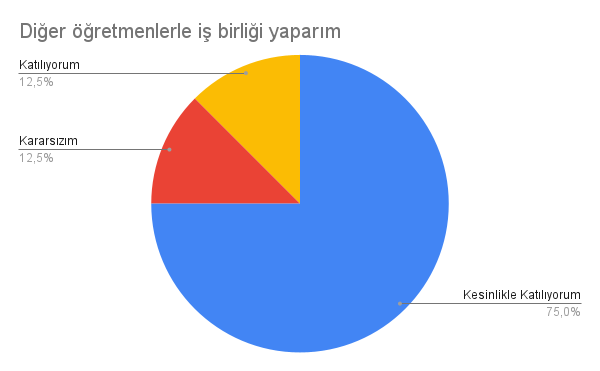 Diğer öğretmenlerle iş birliği yaparım
Katılıyorum
12,5%
Kararsızım
12,5%
Kesinlikle Katılıyorum
75,0%